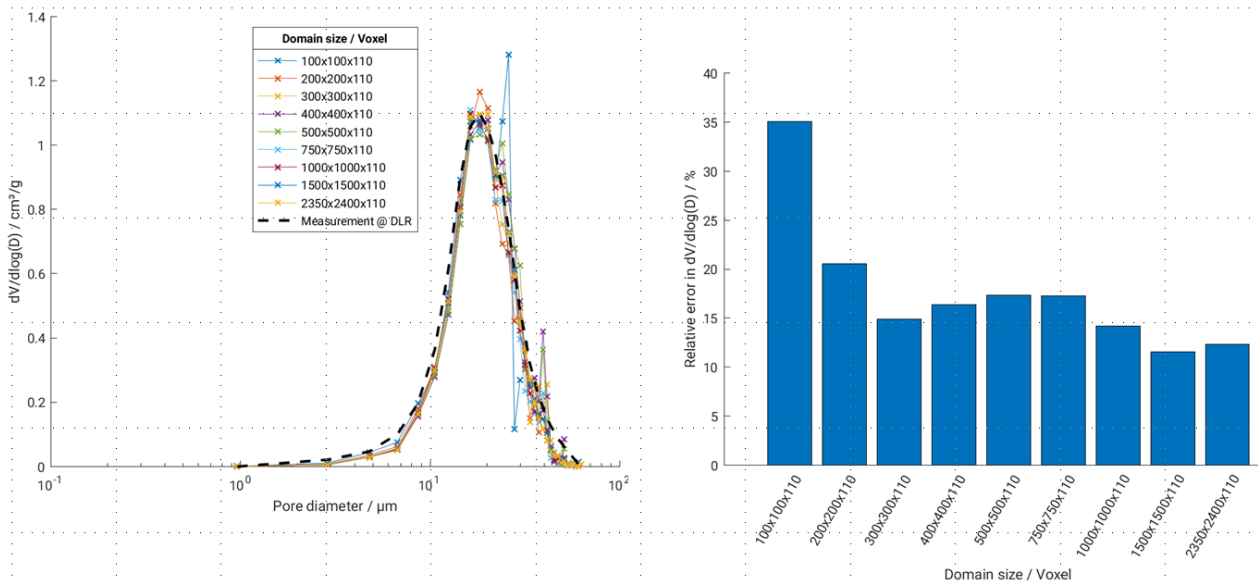 1.4
1.2
1
0.8
0.6
0.4
0.2
0
dV/dlog(D) / cm³/g
Domain size / Voxel
100x100x110
200x200x110
300x300x110
400x400x110
500x500x110
750x750x110
1000x1000x110
1500x1500x110
2350x2400x110
Measurement @ DLR
10-1
100
101
102
Pore diameter / µm
40
35
30
25
20
15
10
5
0
Relative error in dV/dlog(D) / %
100x100x110
200x200x110
300x300x110
400x400x110
500x500x110
750x750x110
1000x1000x110
1500x1500x110
2350x2400x110
Domain size / Voxel